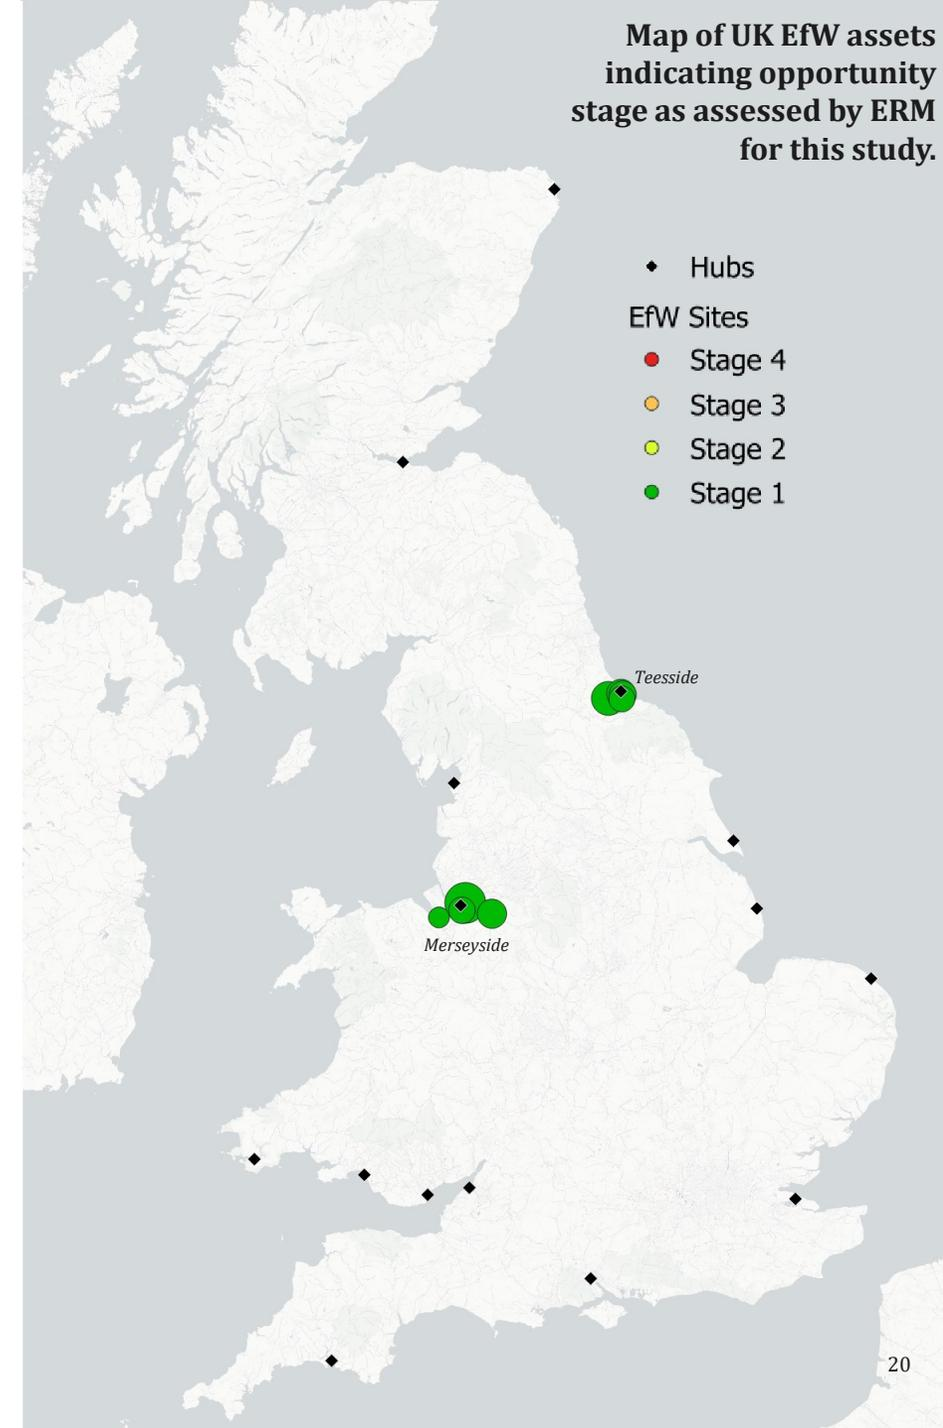 Map of UK EfW assets
indicating opportunity
stage as assessed by ERM
for this study.
Hubs
EfW Sites
Stage 4
Stage 3
Stage 2
Stage 1
Teesside
Merseyside
20